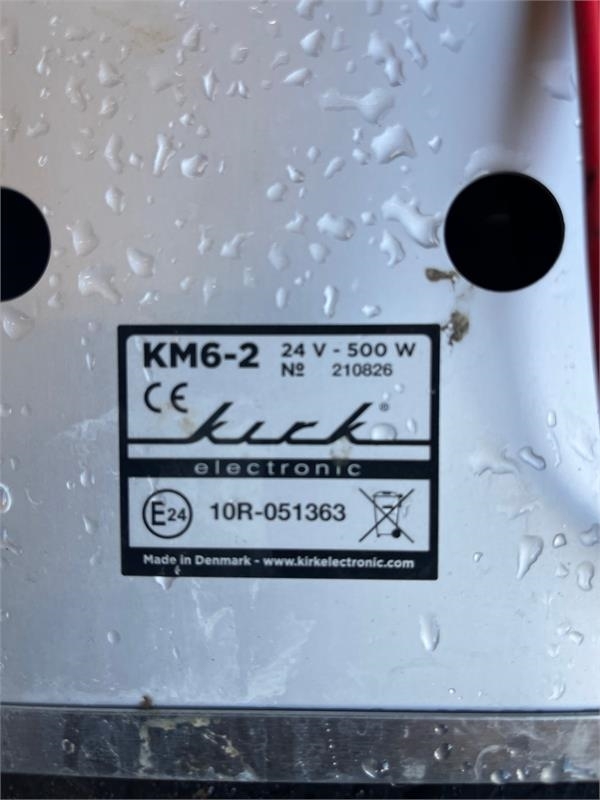 KM6-2 24 V - 500 W
Nº 210826
CE
kirk®
electronic
E24 10R-051363
Made in Denmark - www.kirkelectronic.com